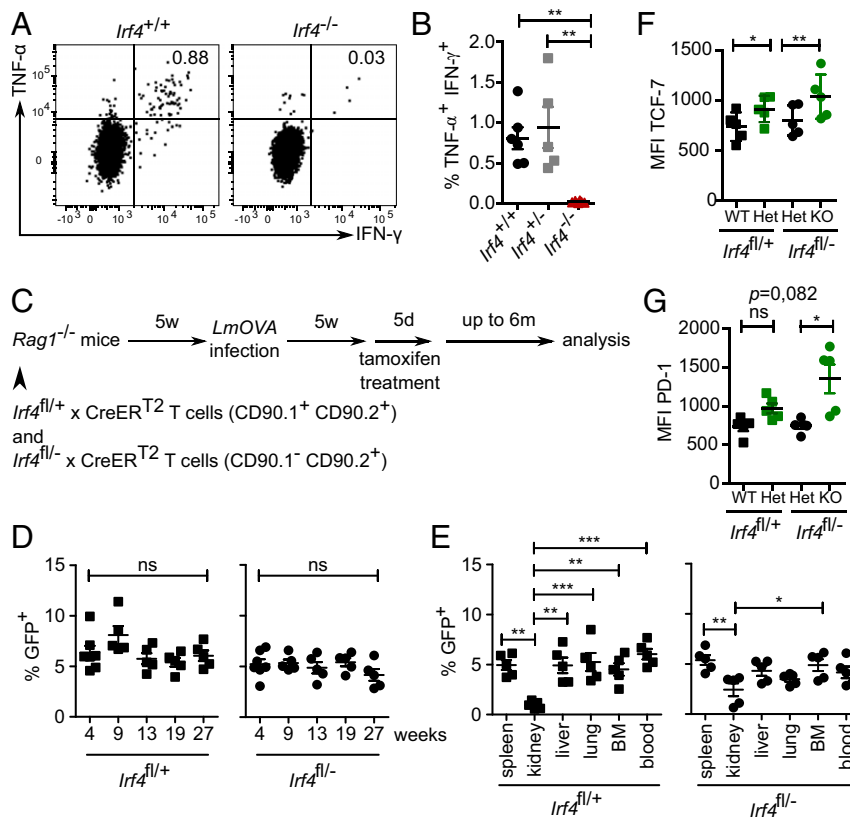 A
Irf4+/+
Irf4-/-
TNF-α
10^5
10^4
0
0.88
0.03
-10^3 0 10^3 10^4 10^5
-10^3 0 10^3 10^4 10^5
IFN-γ
B
**
**
% TNF-α+ IFN-γ+
2.0
1.5
1.0
0.5
0.0
Irf4+/+
Irf4+/-
Irf4-/-
F
*
**
MFI TCF-7
1500
1000
500
0
WT Het Het KO
Irf4fl/+
Irf4fl/-
C
Rag1-/- mice
5w
LmOVA
infection
5w
5d
tamoxifen
treatment
up to 6m
analysis
Irf4fl/+ x CreERT2 T cells (CD90.1+ CD90.2+)
and
Irf4fl/- x CreERT2 T cells (CD90.1- CD90.2+)
G
p=0,082
ns
*
MFI PD-1
2000
1500
1000
500
0
WT Het Het KO
Irf4fl/+
Irf4fl/-
D
ns
ns
% GFP+
15
10
5
0
4 9 13 19 27
4 9 13 19 27
weeks
Irf4fl/+
Irf4fl/-
E
***
**
***
**
**
**
*
% GFP+
15
10
5
0
spleen
kidney
liver
lung
BM
blood
spleen
kidney
liver
lung
BM
blood
Irf4fl/+
Irf4fl/-